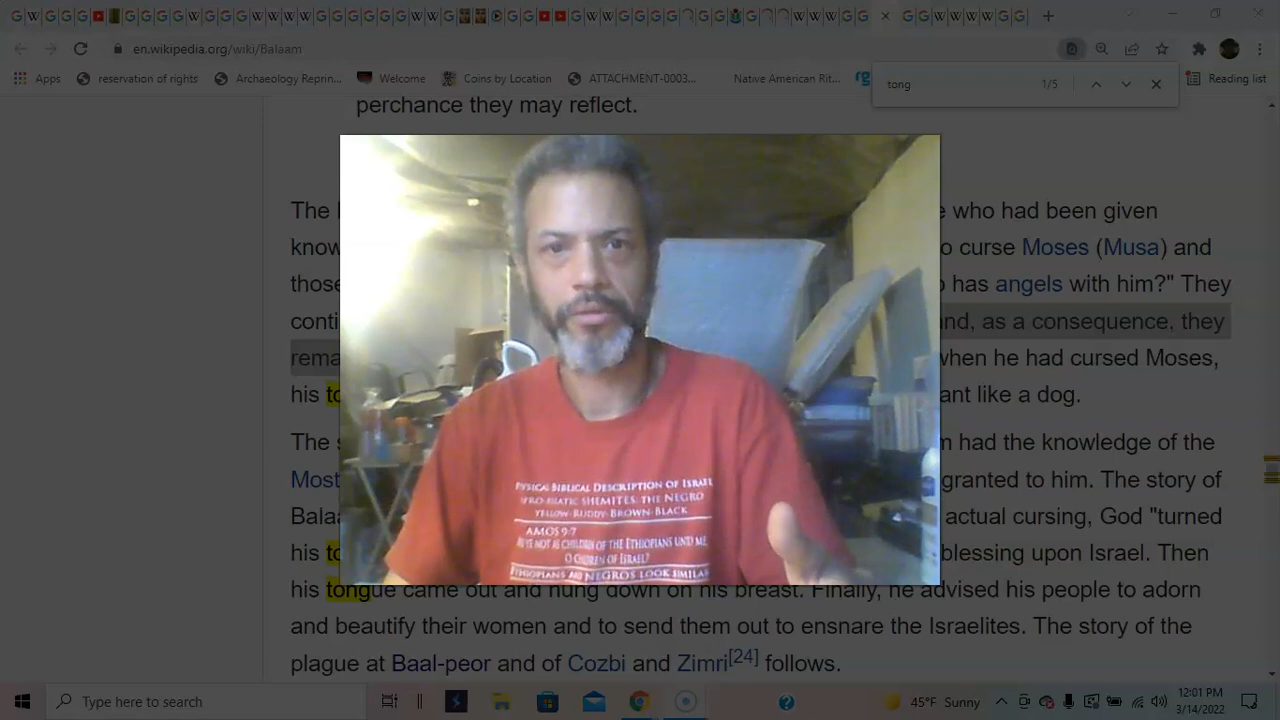 en.wikipedia.org/wiki/Balaam
tong
1/5
Apps
reservation of rights
Archaeology Reprin...
Welcome
Coins by Location
ATTACHMENT-0003...
Native American Rit...
rg
Reading list
perchance they may reflect.
The
who had been given
know
o curse Moses (Musa) and
those
has angels with him?" They
conti
nd, as a consequence, they
rema
when he had cursed Moses,
his to
ant like a dog.
The s
m had the knowledge of the
Most
granted to him. The story of
Balaa
actual cursing, God "turned
his to
blessing upon Israel. Then
his tongue came out and hung down on his breast. Finally, he advised his people to adorn
and beautify their women and to send them out to ensnare the Israelites. The story of the
plague at Baal-peor and of Cozbi and Zimri[24] follows.
BIBLICAL DESCRIPTION OF ISRAEL
SHEMITES: THE NEGRO
YELLOW-RUDDY-BROWN-BLACK
AMOS 9:7
YE NOT AS CHILDREN OF THE ETHIOPIANS UNTO ME,
O CHIDREN OF ISRAEL?
ETHIOPIANS AND NEGROS LOOK SIMILAR
Type here to search
45°F Sunny
12:01 PM
3/14/2022